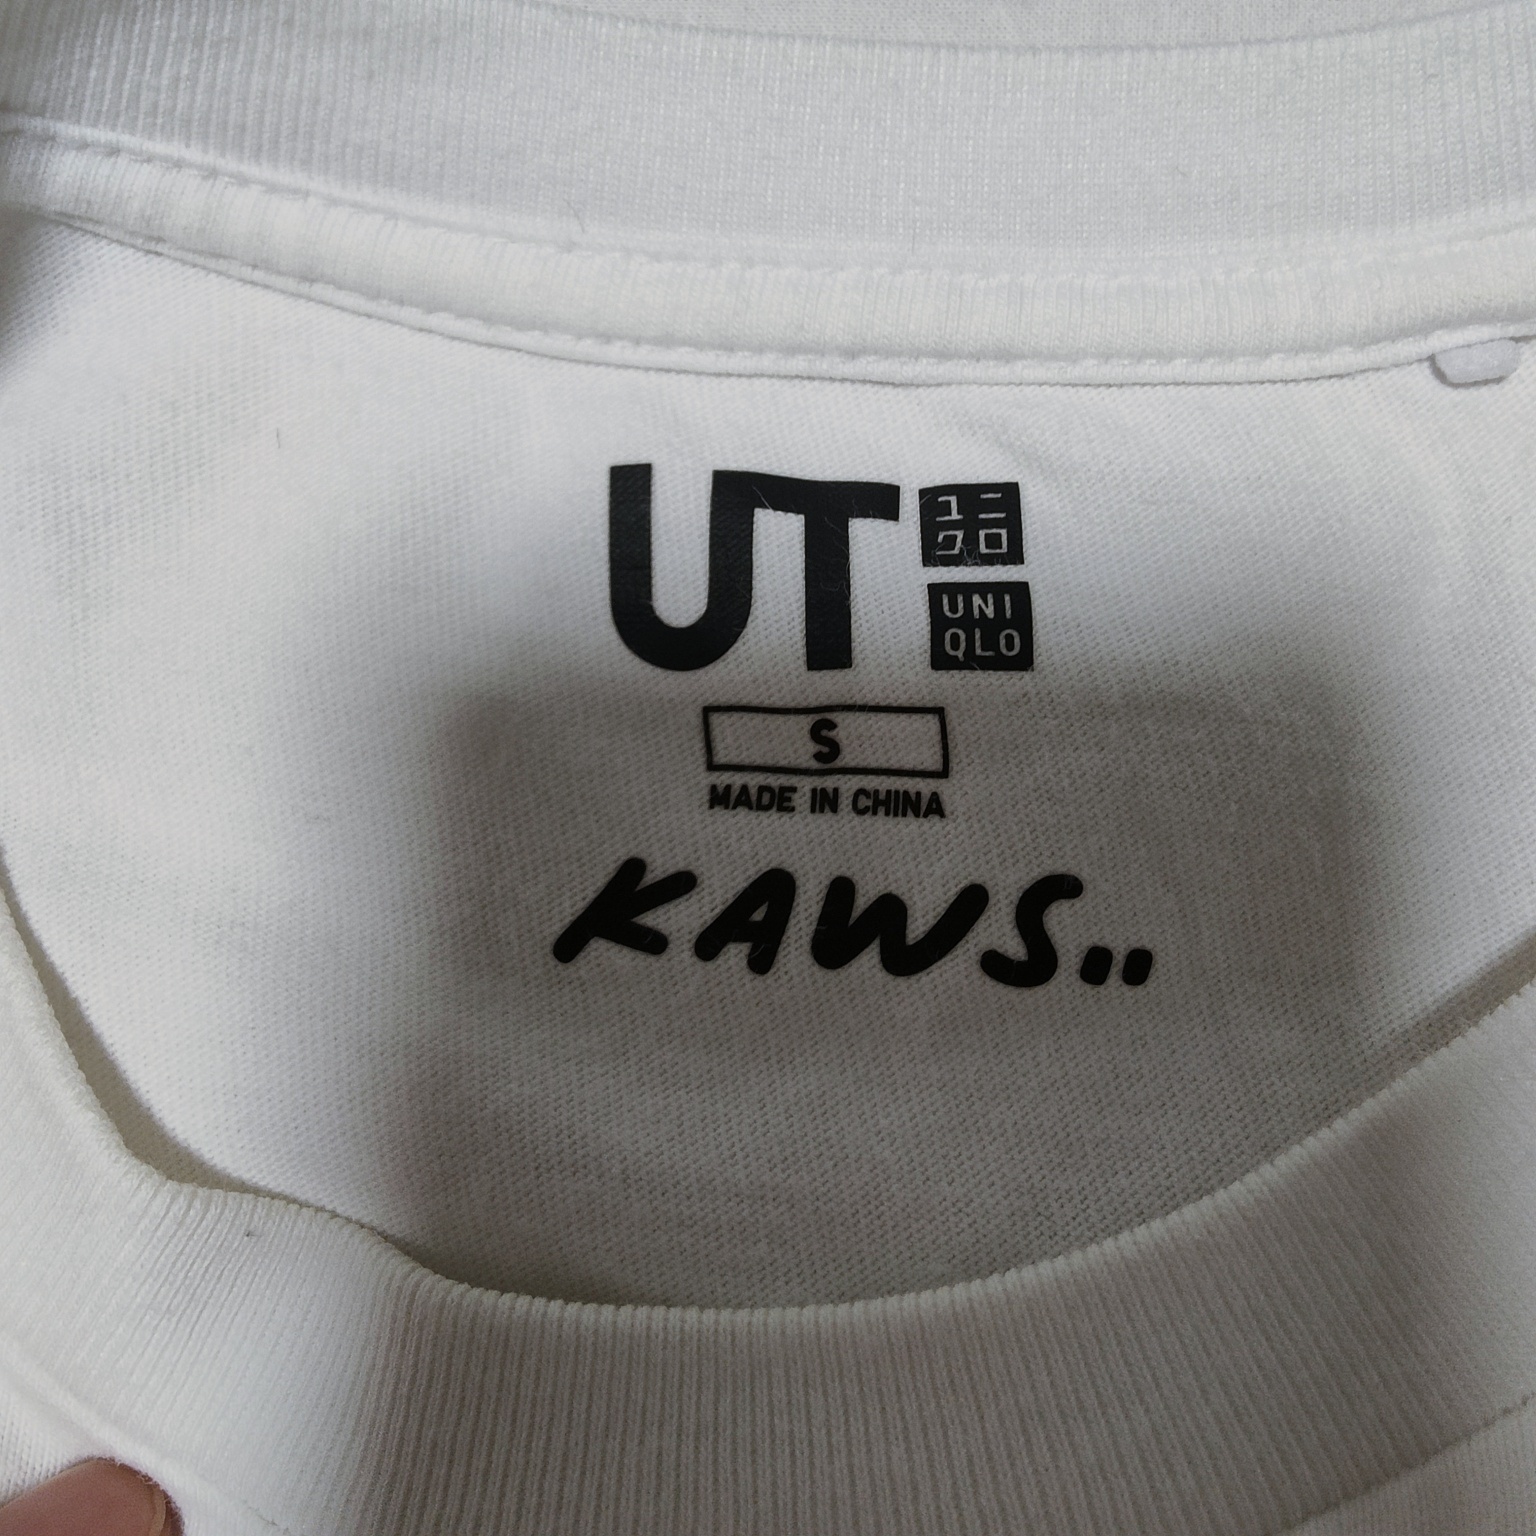 UT
ユニ
クロ
UNI
QLO
S
MADE IN CHINA
KAWS..